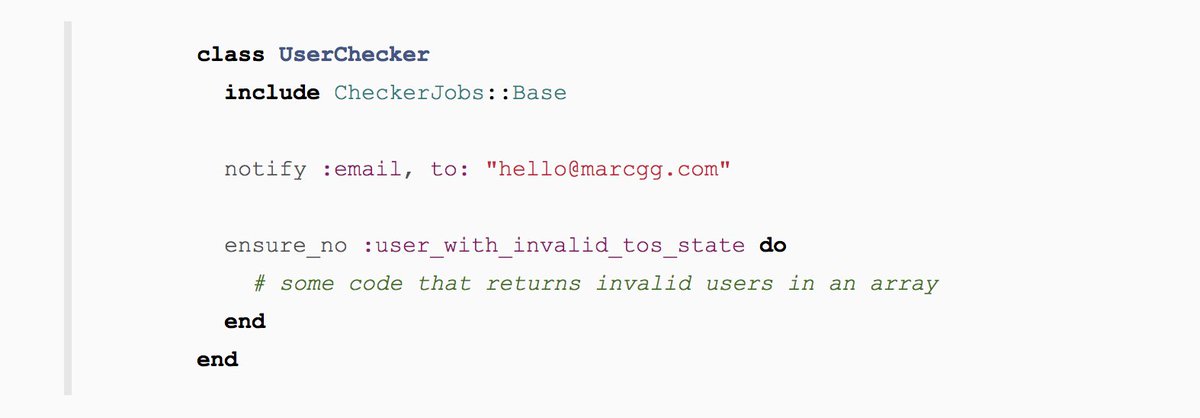 class UserChecker
  include CheckerJobs::Base
  notify :email, to: "hello@marcgg.com"
  ensure_no :user_with_invalid_tos_state do
    # some code that returns invalid users in an array
  end
end